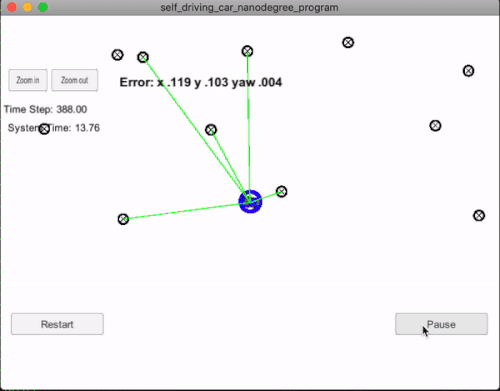 self_driving_car_nanodegree_program
Zoom in
Zoom out
Error: x .119 y .103 yaw .004
Time Step: 388.00
System Time: 13.76
Restart
Pause